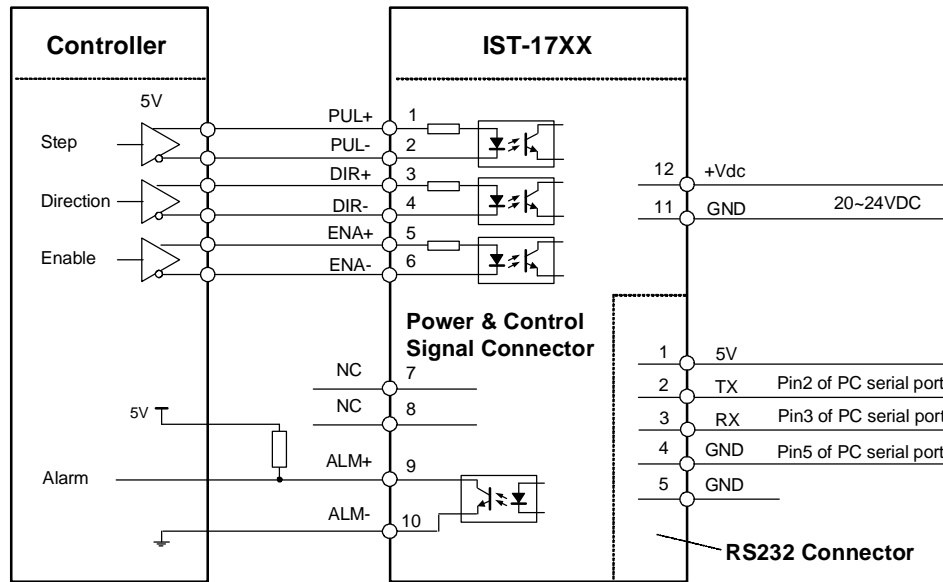 Controller
IST-17XX
5V
Step
PUL+ 1
PUL- 2
Direction
DIR+ 3
DIR- 4
Enable
ENA+ 5
ENA- 6
12 +Vdc
11 GND
20~24VDC
Power & Control
Signal Connector
NC 7
NC 8
5V
Alarm
ALM+ 9
ALM- 10
1 5V
2 TX Pin2 of PC serial port
3 RX Pin3 of PC serial port
4 GND Pin5 of PC serial port
5 GND
RS232 Connector